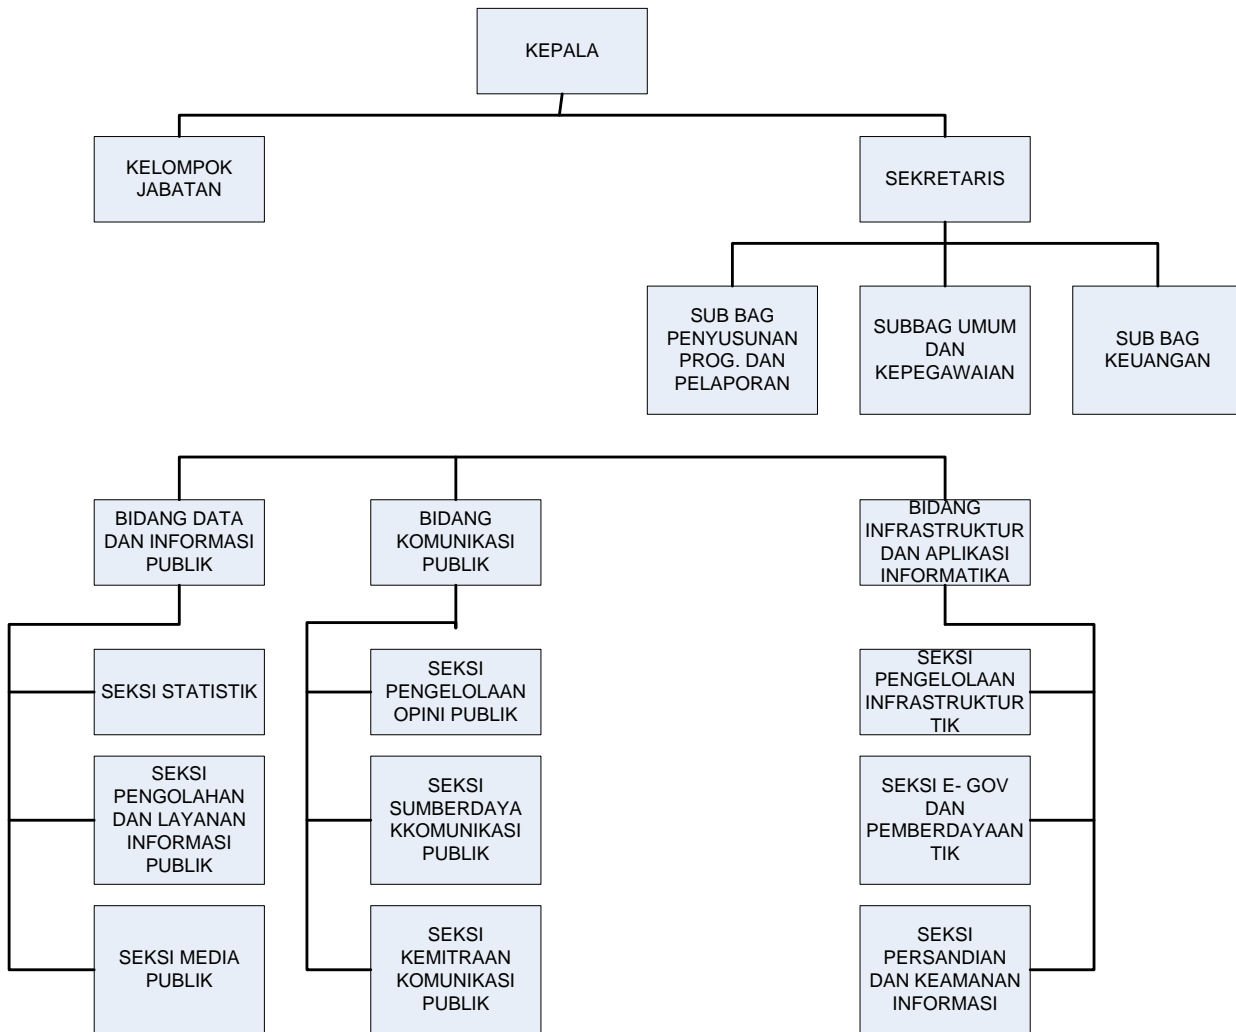 KEPALA
KELOMPOK
JABATAN
SEKRETARIS
SUB BAG
PENYUSUNAN
PROG. DAN
PELAPORAN
SUBBAG UMUM
DAN
KEPEGAWAIAN
SUB BAG
KEUANGAN
BIDANG DATA
DAN INFORMASI
PUBLIK
BIDANG
KOMUNIKASI
PUBLIK
BIDANG
INFRASTRUKTUR
DAN APLIKASI
INFORMATIKA
SEKSI STATISTIK
SEKSI
PENGELOLAAN
OPINI PUBLIK
SEKSI
PENGELOLAAN
INFRASTRUKTUR
TIK
SEKSI
PENGOLAHAN
DAN LAYANAN
INFORMASI
PUBLIK
SEKSI
SUMBERDAYA
KKOMUNIKASI
PUBLIK
SEKSI E- GOV
DAN
PEMBERDAYAAN
TIK
SEKSI MEDIA
PUBLIK
SEKSI
KEMITRAAN
KOMUNIKASI
PUBLIK
SEKSI
PERSANDIAN
DAN KEAMANAN
INFORMASI